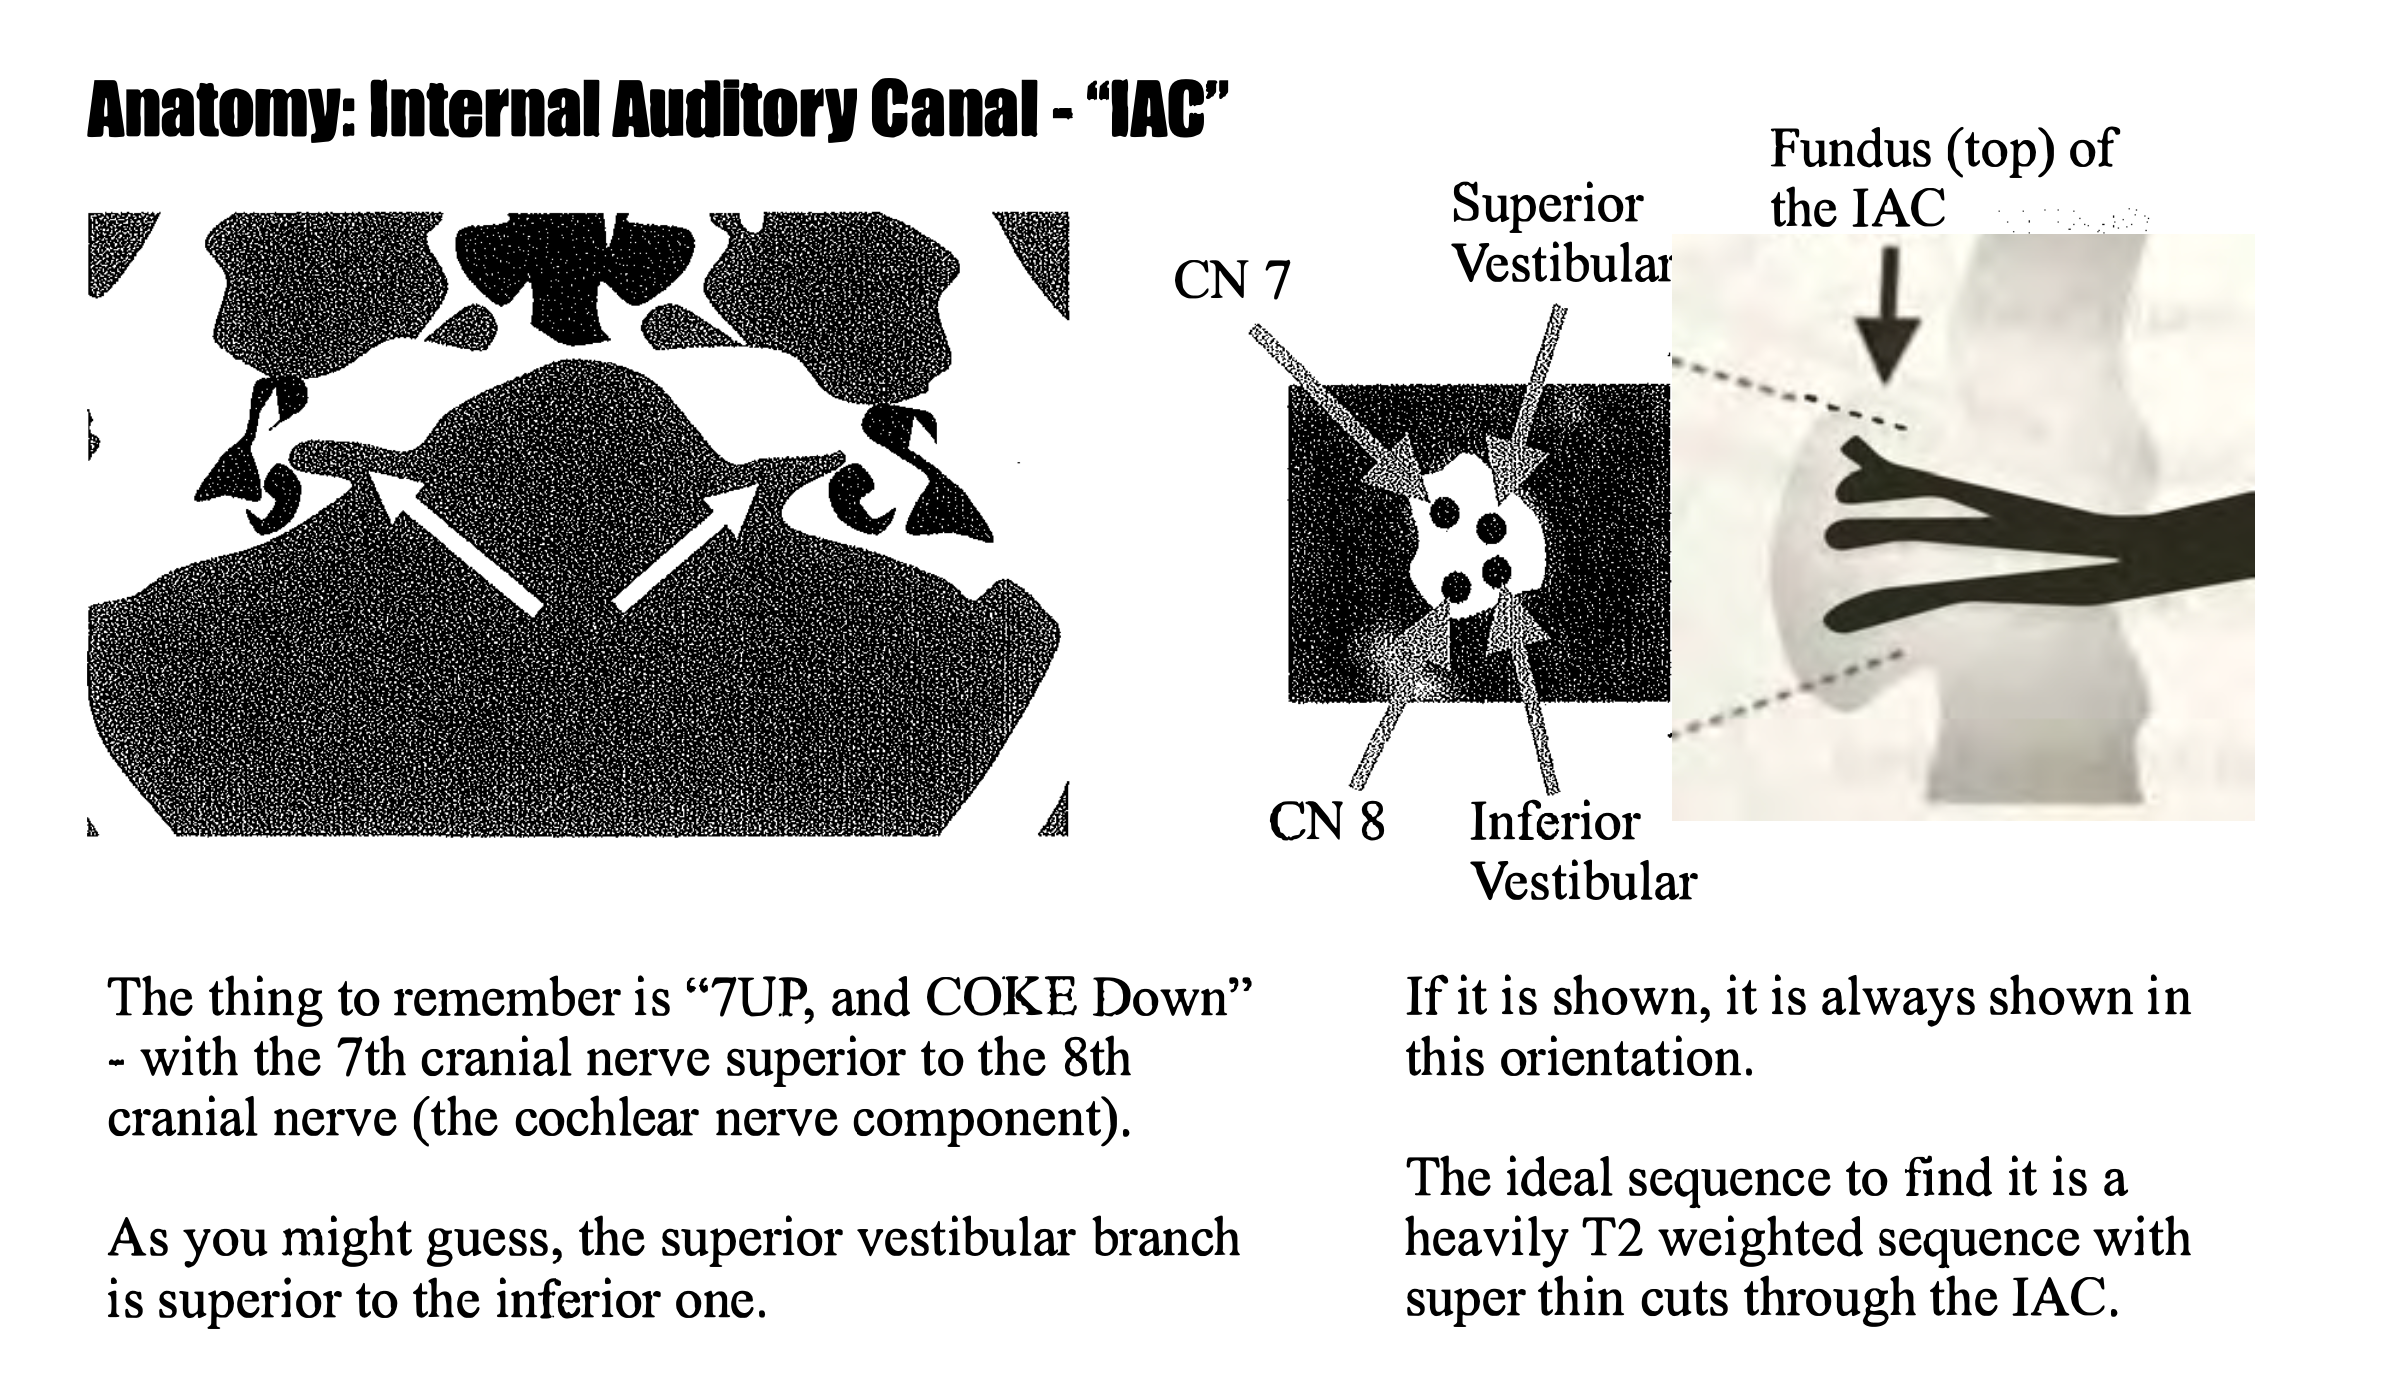 Anatomy: Internal Auditory Canal - “IAC”
Fundus (top) of
the IAC
Superior
Vestibular
CN 7
CN 8
Inferior
Vestibular
The thing to remember is “7UP, and COKE Down”
- with the 7th cranial nerve superior to the 8th
cranial nerve (the cochlear nerve component).
As you might guess, the superior vestibular branch
is superior to the inferior one.
If it is shown, it is always shown in
this orientation.
The ideal sequence to find it is a
heavily T2 weighted sequence with
super thin cuts through the IAC.